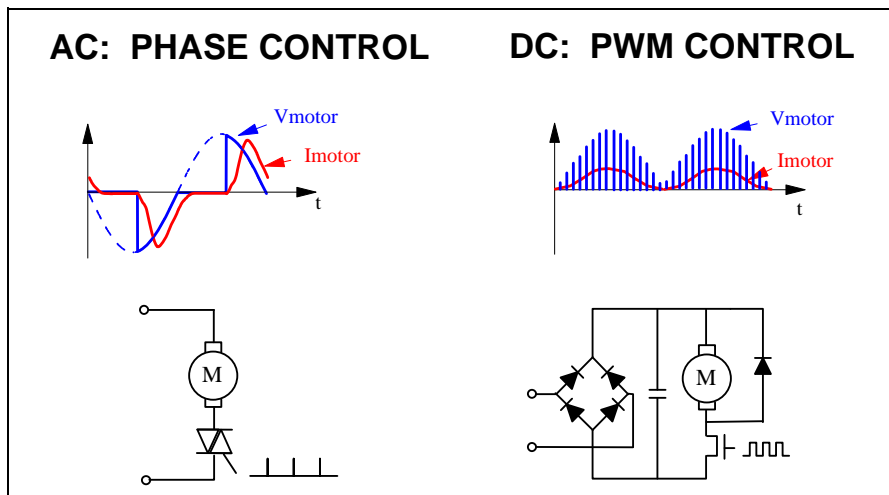 AC: PHASE CONTROL
Vmotor
Imotor
t
M
DC: PWM CONTROL
Vmotor
Imotor
t
M